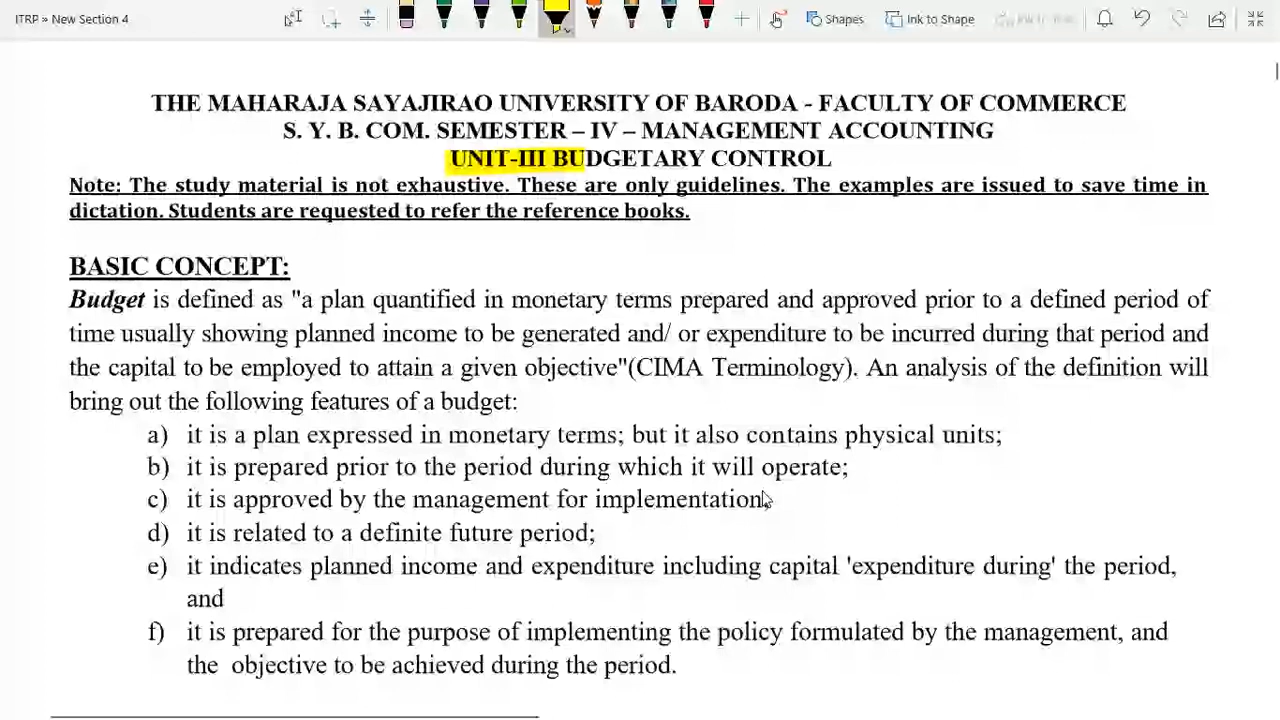 ITRP » New Section 4
Shapes
Ink to Shape
THE MAHARAJA SAYAJIRAO UNIVERSITY OF BARODA - FACULTY OF COMMERCE
S. Y. B. COM. SEMESTER – IV – MANAGEMENT ACCOUNTING
UNIT-III BUDGETARY CONTROL
Note: The study material is not exhaustive. These are only guidelines. The examples are issued to save time in
dictation. Students are requested to refer the reference books.
BASIC CONCEPT:
Budget is defined as "a plan quantified in monetary terms prepared and approved prior to a defined period of
time usually showing planned income to be generated and/ or expenditure to be incurred during that period and
the capital to be employed to attain a given objective"(CIMA Terminology). An analysis of the definition will
bring out the following features of a budget:
a) it is a plan expressed in monetary terms; but it also contains physical units;
b) it is prepared prior to the period during which it will operate;
c) it is approved by the management for implementation
d) it is related to a definite future period;
e) it indicates planned income and expenditure including capital 'expenditure during' the period,
and
f) it is prepared for the purpose of implementing the policy formulated by the management, and
the objective to be achieved during the period.